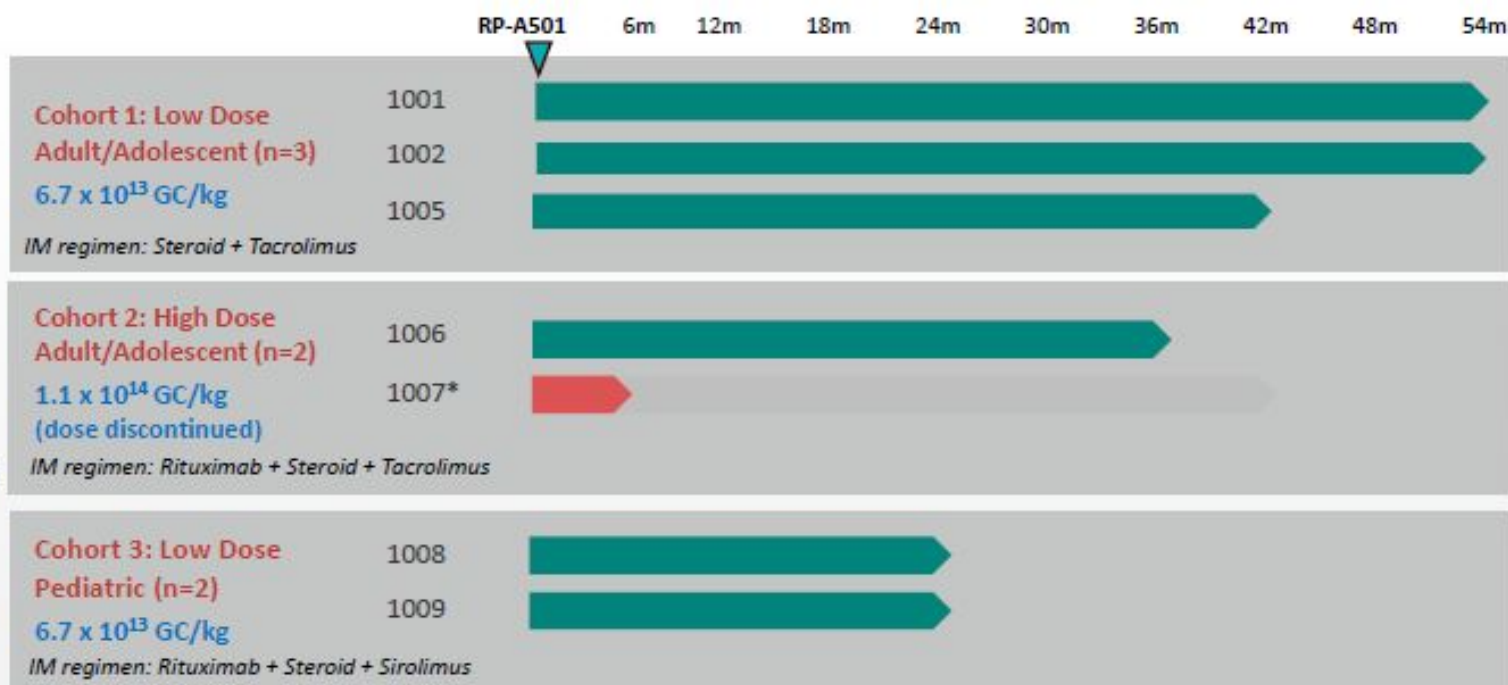 RP-A501 6m 12m 18m 24m 30m 36m 42m 48m 54m
Cohort 1: Low Dose
Adult/Adolescent (n=3)
6.7 x 10¹³ GC/kg
IM regimen: Steroid + Tacrolimus
1001
1002
1005
Cohort 2: High Dose
Adult/Adolescent (n=2)
1.1 x 10¹⁴ GC/kg
(dose discontinued)
IM regimen: Rituximab + Steroid + Tacrolimus
1006
1007*
Cohort 3: Low Dose
Pediatric (n=2)
6.7 x 10¹³ GC/kg
IM regimen: Rituximab + Steroid + Sirolimus
1008
1009